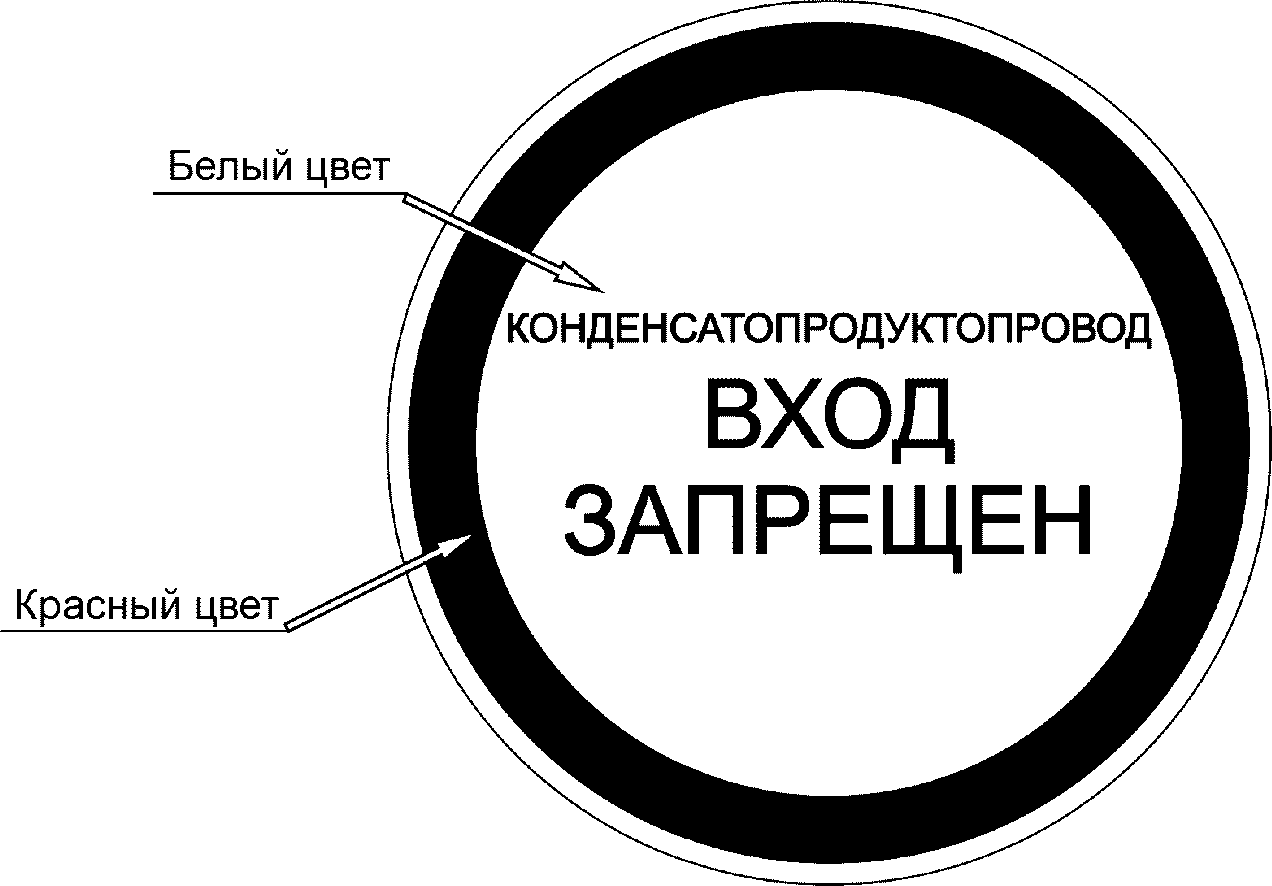 Белый цвет
КОНДЕНСАТОПРОДУКТОПРОВОД
ВХОД
ЗАПРЕЩЕН
Красный цвет